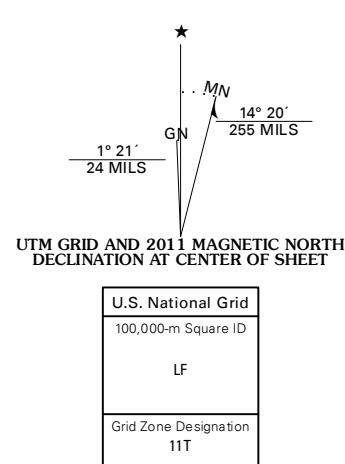 ★
MN
14° 20´
255 MILS
GN
1° 21´
24 MILS
UTM GRID AND 2011 MAGNETIC NORTH
DECLINATION AT CENTER OF SHEET
U.S. National Grid
100,000-m Square ID
LF
Grid Zone Designation
11T